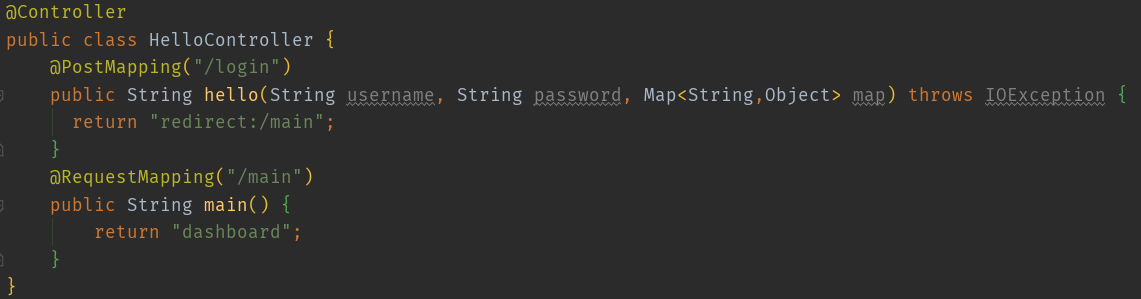 @Controller
public class HelloController {
    @PostMapping("/login")
    public String hello(String username, String password, Map<String,Object> map) throws IOException {
      return "redirect:/main";
    }
    @RequestMapping("/main")
    public String main() {
        return "dashboard";
    }
}